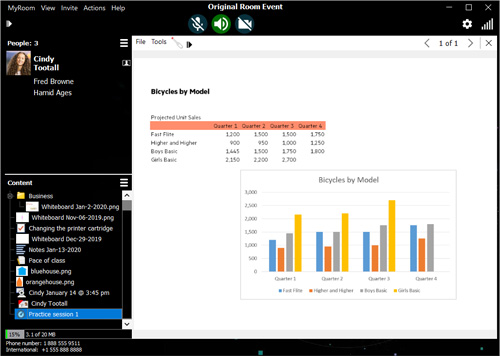 MyRoom View Invite Actions Help
Original Room Event
People: 3
Cindy
Tootall
Fred Browne
Hamid Ages
File Tools
1 of 1
Bicycles by Model
Projected Unit Sales
Quarter 1 Quarter 2 Quarter 3 Quarter 4
Fast Flite 1,200 1,500 1,500 1,750
Higher and Higher 900 950 1,000 1,250
Boys Basic 1,445 1,500 1,750 1,800
Girls Basic 2,150 2,200 2,700
Bicycles by Model
3,000
2,500
2,000
1,500
1,000
500
0
Quarter 1 Quarter 2 Quarter 3 Quarter 4
Fast Flite Higher and Higher Boys Basic Girls Basic
Content
Business
Whiteboard Jan-2-2020.png
Whiteboard Nov-06-2019.png
Changing the printer cartridge
Whiteboard Dec-29-2019
Notes Jan-13-2020
Pace of class
bluehouse.png
orangehouse.png
Cindy January 14 @ 3:45 pm
Cindy Tootall
Practice session 1
15% 3.1 of 20 MB
Phone number: 1 888 555 9511
International: +1 555 888 8888